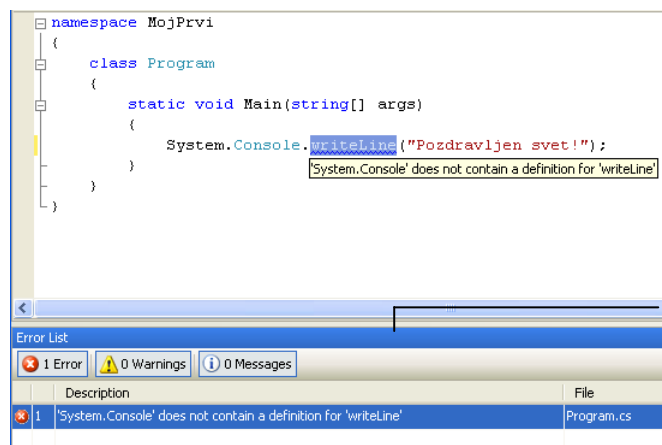 namespace MojPrvi
{
class Program
{
static void Main(string[] args)
{
System.Console.writeLine("Pozdravljen svet!");
'System.Console' does not contain a definition for 'writeLine'
}
}
}
Error List
1 Error 0 Warnings 0 Messages
Description File
1 'System.Console' does not contain a definition for 'writeLine' Program.cs